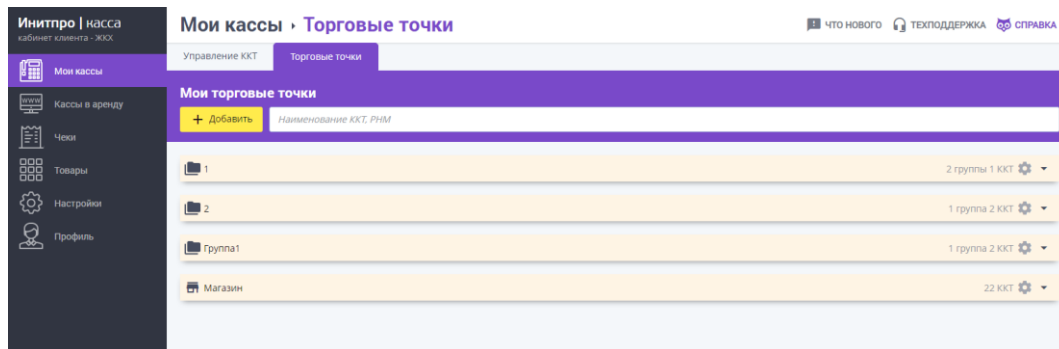 Инитпро | касса
кабинет клиента - ЖКХ
Мои кассы
Кассы в аренду
Чеки
Товары
Настройки
Профиль
Мои кассы › Торговые точки
ЧТО НОВОГО ТЕХПОДДЕРЖКА СПРАВКА
Управление ККТ Торговые точки
Мои торговые точки
+ Добавить Наименование ККТ, РНМ
1 2 группы 1 ККТ
2 1 группа 2 ККТ
Группа1 1 группа 2 ККТ
Магазин 22 ККТ